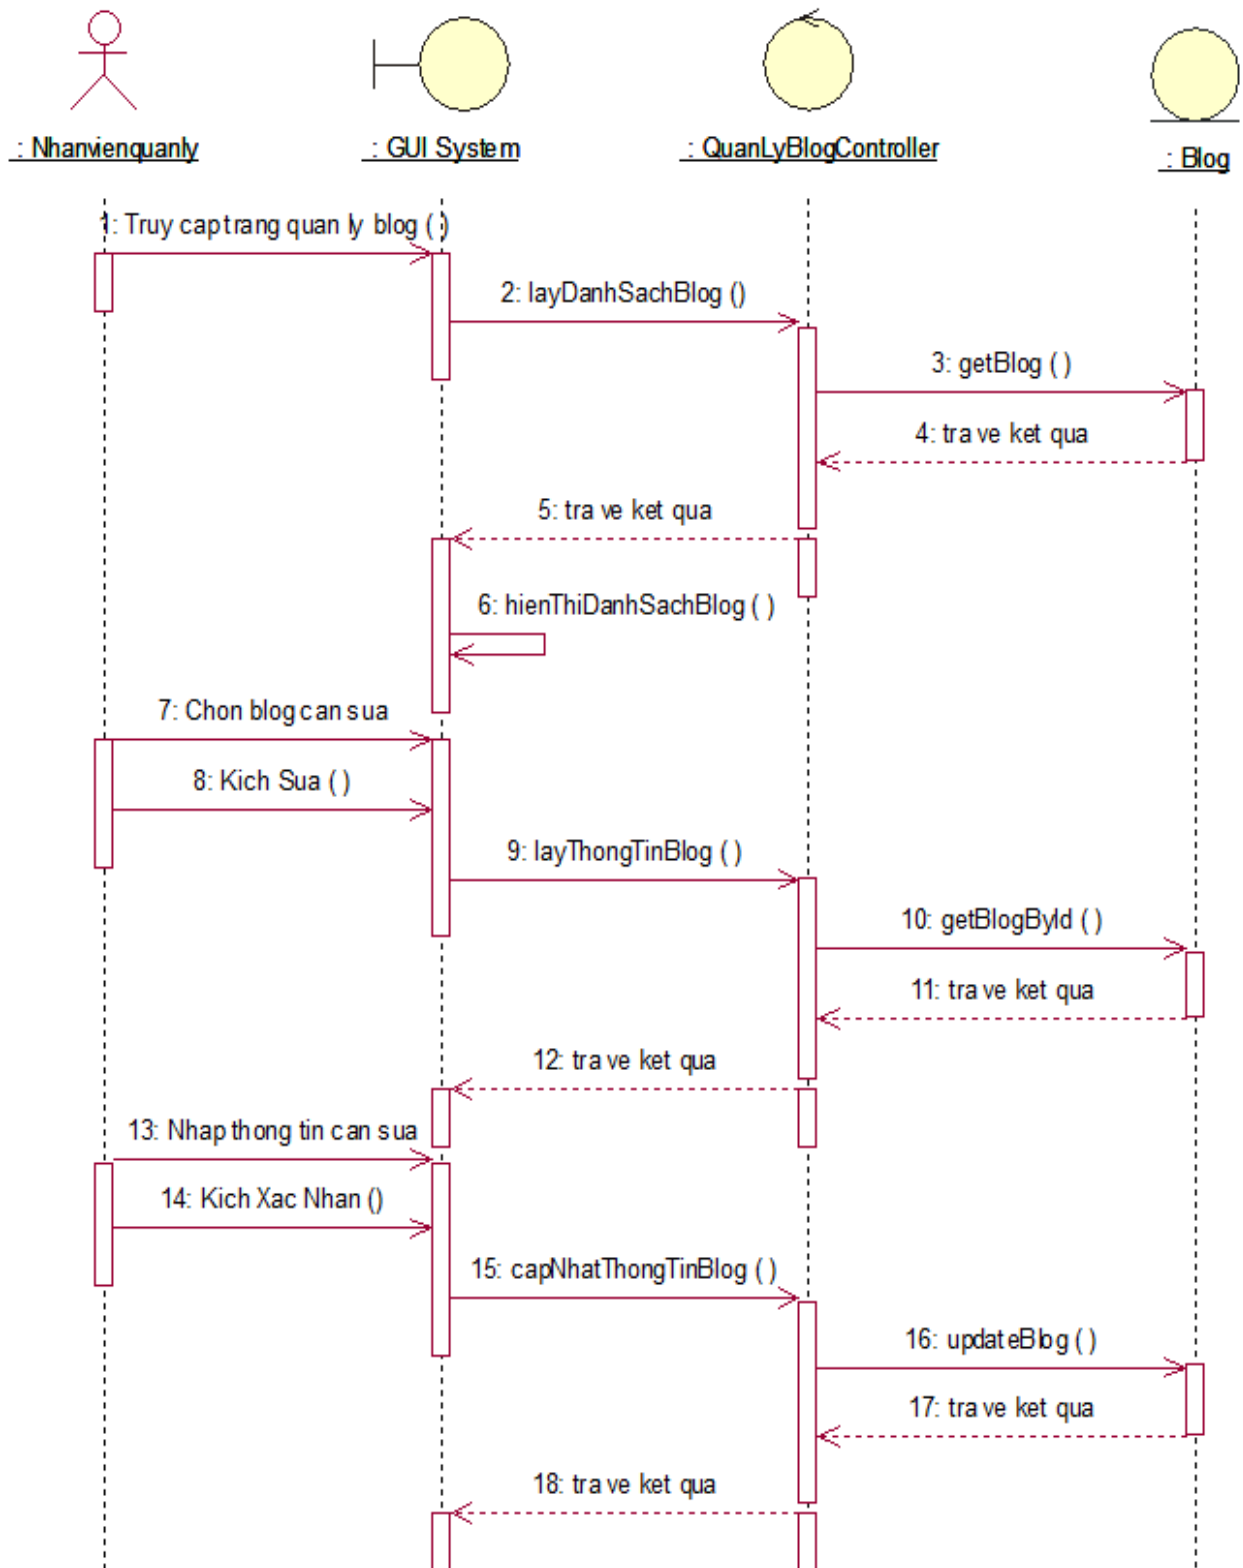 : Nhanvienquanly
: GUI System
: QuanLyBlogController
: Blog
1: Truy cap trang quan ly blog ( )
2: layDanhSachBlog ()
3: getBlog ( )
4: tra ve ket qua
5: tra ve ket qua
6: hienThiDanhSachBlog ( )
7: Chon blog can sua
8: Kich Sua ( )
9: layThongTinBlog ( )
10: getBlogById ( )
11: tra ve ket qua
12: tra ve ket qua
13: Nhap thong tin can sua
14: Kich Xac Nhan ()
15: capNhatThongTinBlog ( )
16: updateBlog ( )
17: tra ve ket qua
18: tra ve ket qua